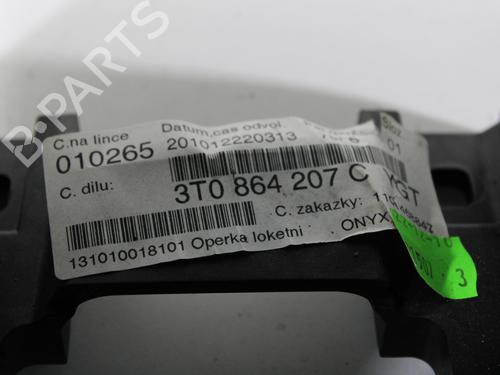 C.na lince
Datum,cas odvol.
010265
201012220313
01
C. dilu:
3T0 864 207 C
YGT
C. zakazky:
131010018101 Operka loketni
ONYX
3